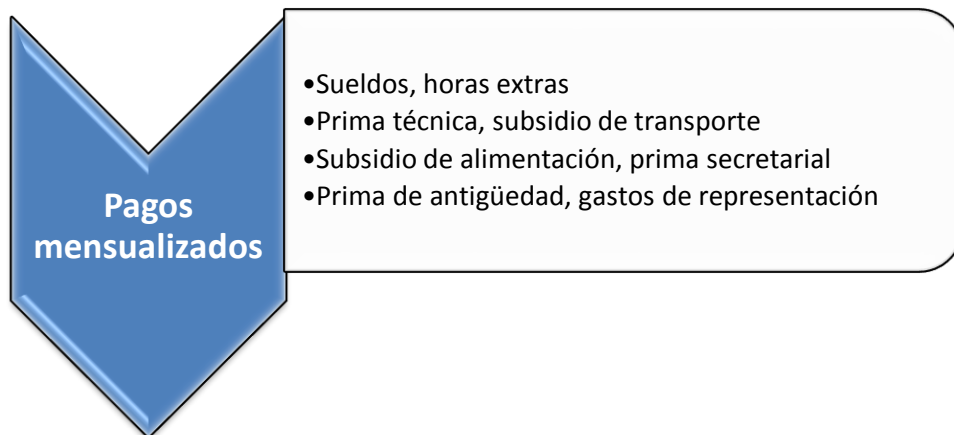 Pagos
mensualizados
•Sueldos, horas extras
•Prima técnica, subsidio de transporte
•Subsidio de alimentación, prima secretarial
•Prima de antigüedad, gastos de representación